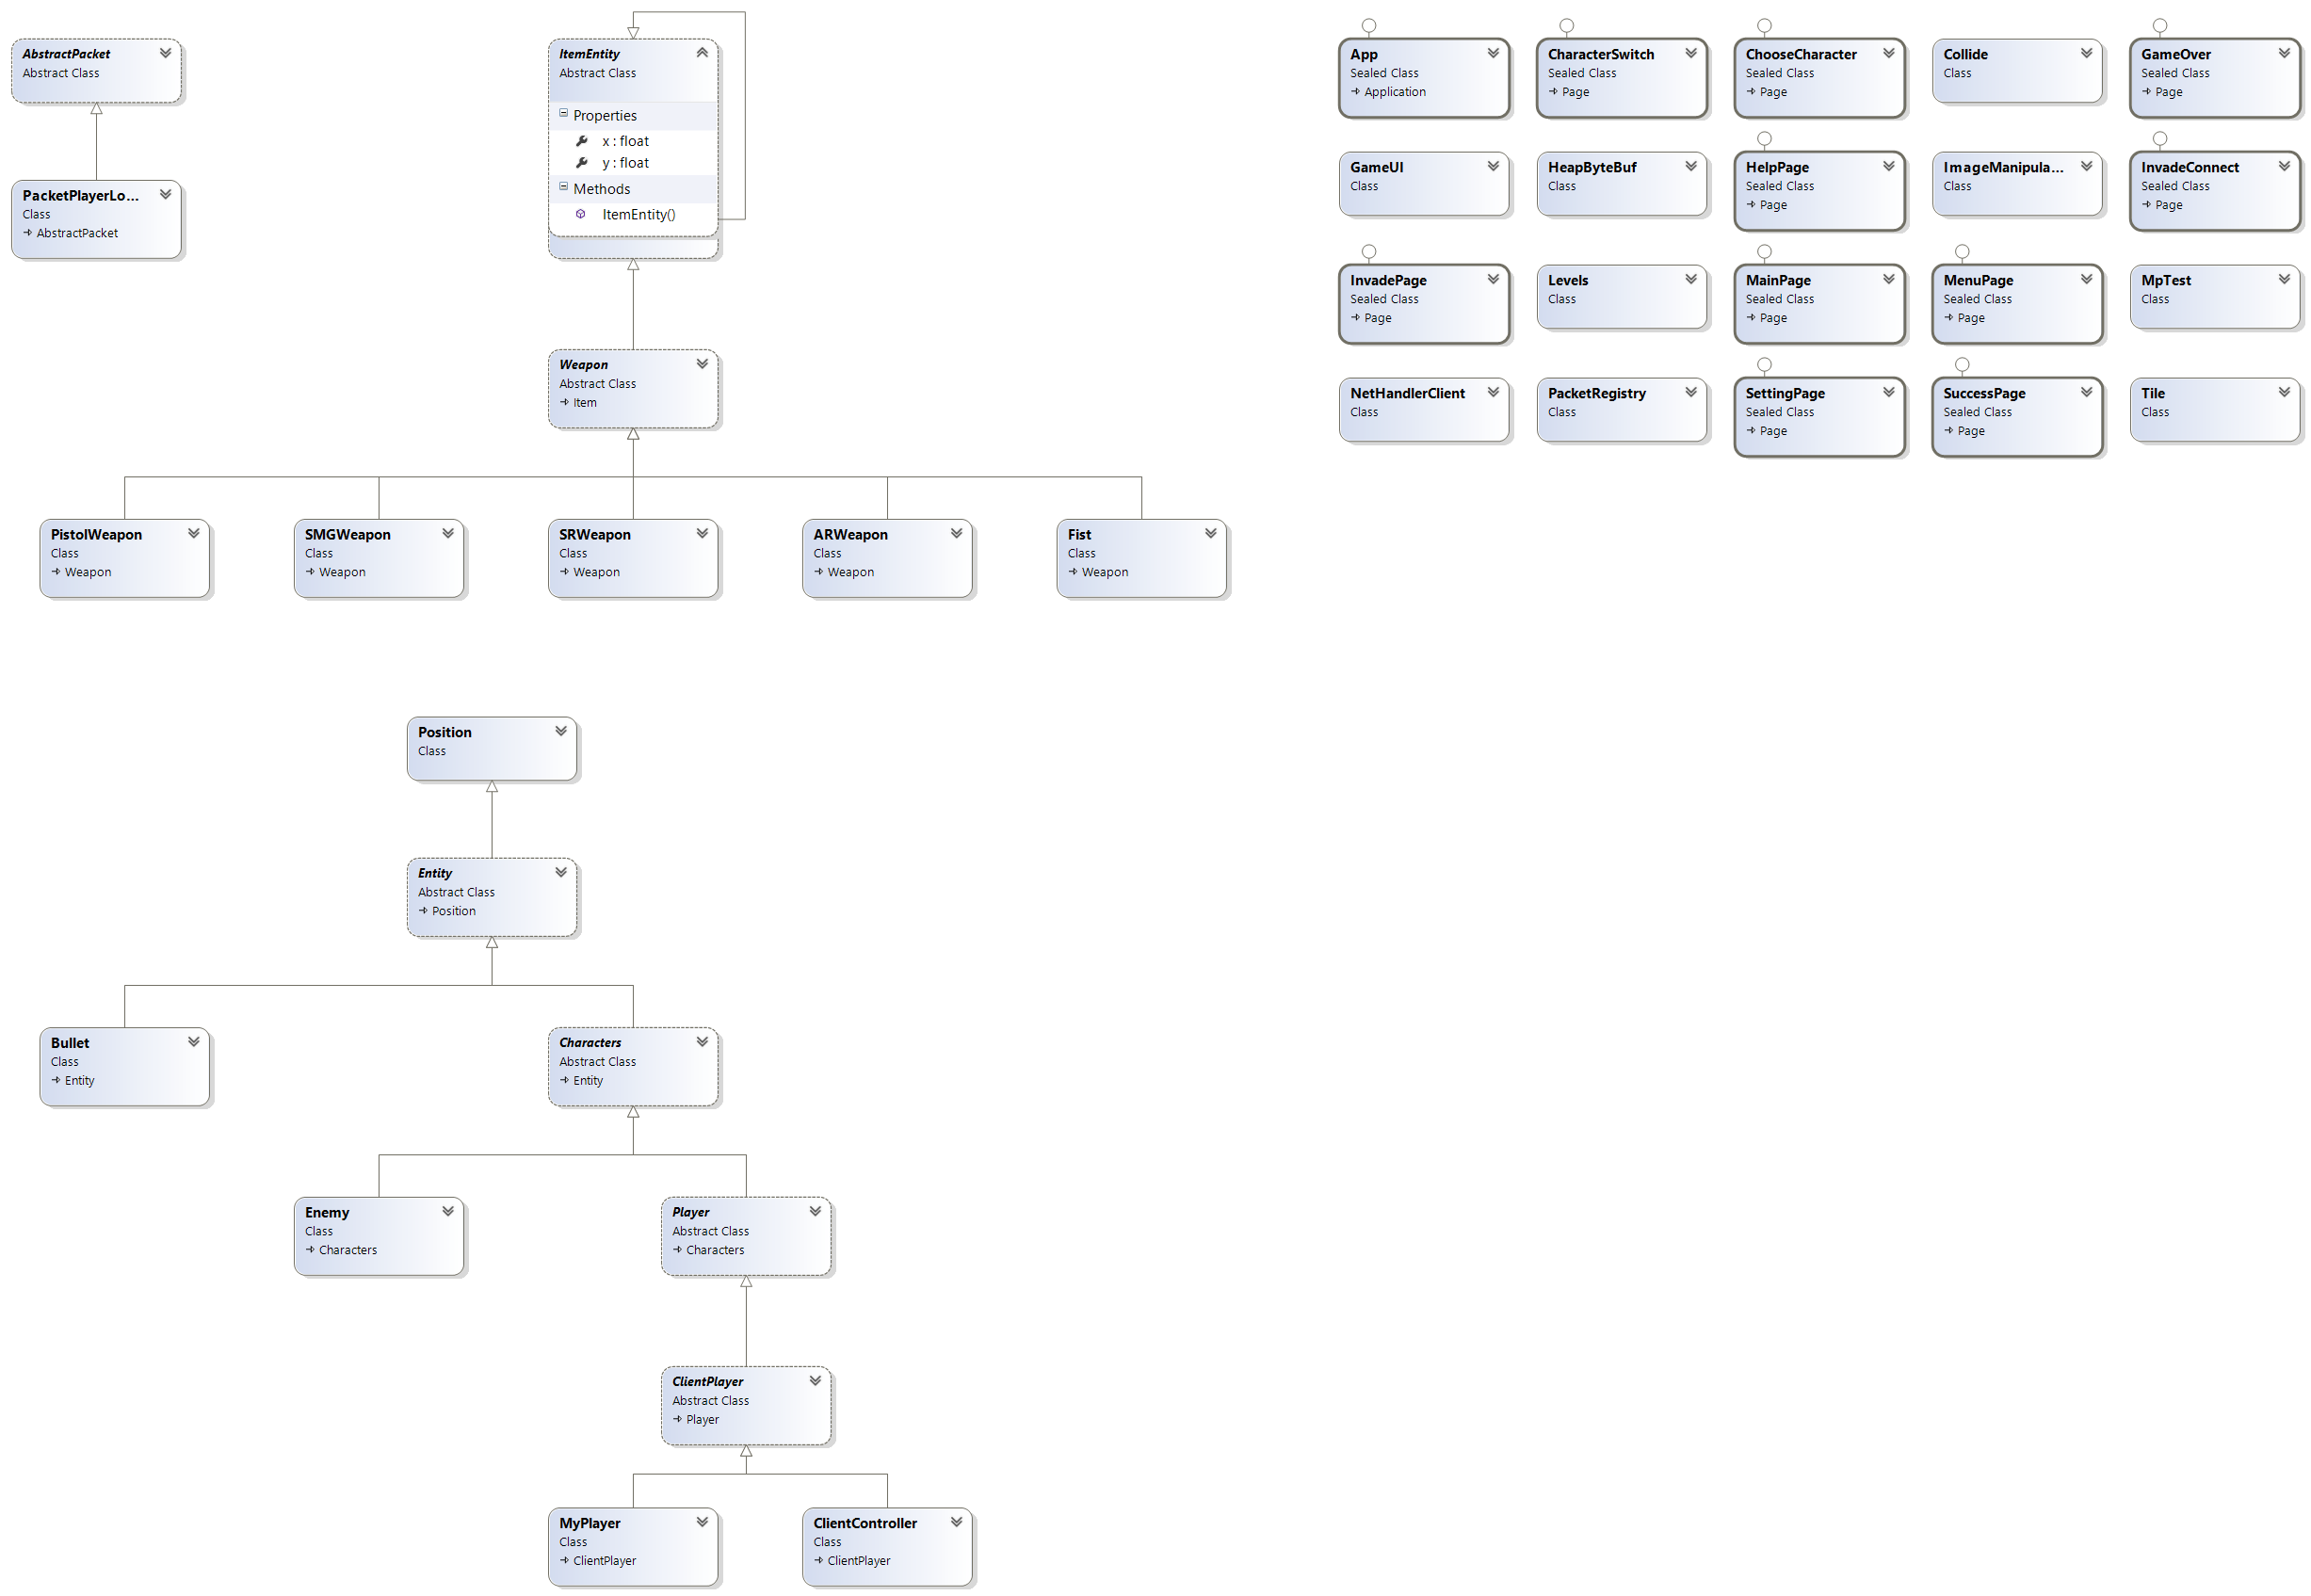 AbstractPacket
Abstract Class
PacketPlayerLo...
Class
AbstractPacket
ItemEntity
Abstract Class
Properties
x : float
y : float
Methods
ItemEntity()
Weapon
Abstract Class
Item
PistolWeapon
Class
Weapon
SMGWeapon
Class
Weapon
SRWeapon
Class
Weapon
ARWeapon
Class
Weapon
Fist
Class
Weapon
Position
Class
Entity
Abstract Class
Position
Bullet
Class
Entity
Characters
Abstract Class
Entity
Enemy
Class
Characters
Player
Abstract Class
Characters
ClientPlayer
Abstract Class
Player
MyPlayer
Class
ClientPlayer
ClientController
Class
ClientPlayer
App
Sealed Class
Application
CharacterSwitch
Sealed Class
Page
ChooseCharacter
Sealed Class
Page
Collide
Class
GameOver
Sealed Class
Page
GameUI
Class
HeapByteBuf
Class
HelpPage
Sealed Class
Page
ImageManipula...
Class
InvadeConnect
Sealed Class
Page
InvadePage
Sealed Class
Page
Levels
Class
MainPage
Sealed Class
Page
MenuPage
Sealed Class
Page
MpTest
Class
NetHandlerClient
Class
PacketRegistry
Class
SettingPage
Sealed Class
Page
SuccessPage
Sealed Class
Page
Tile
Class